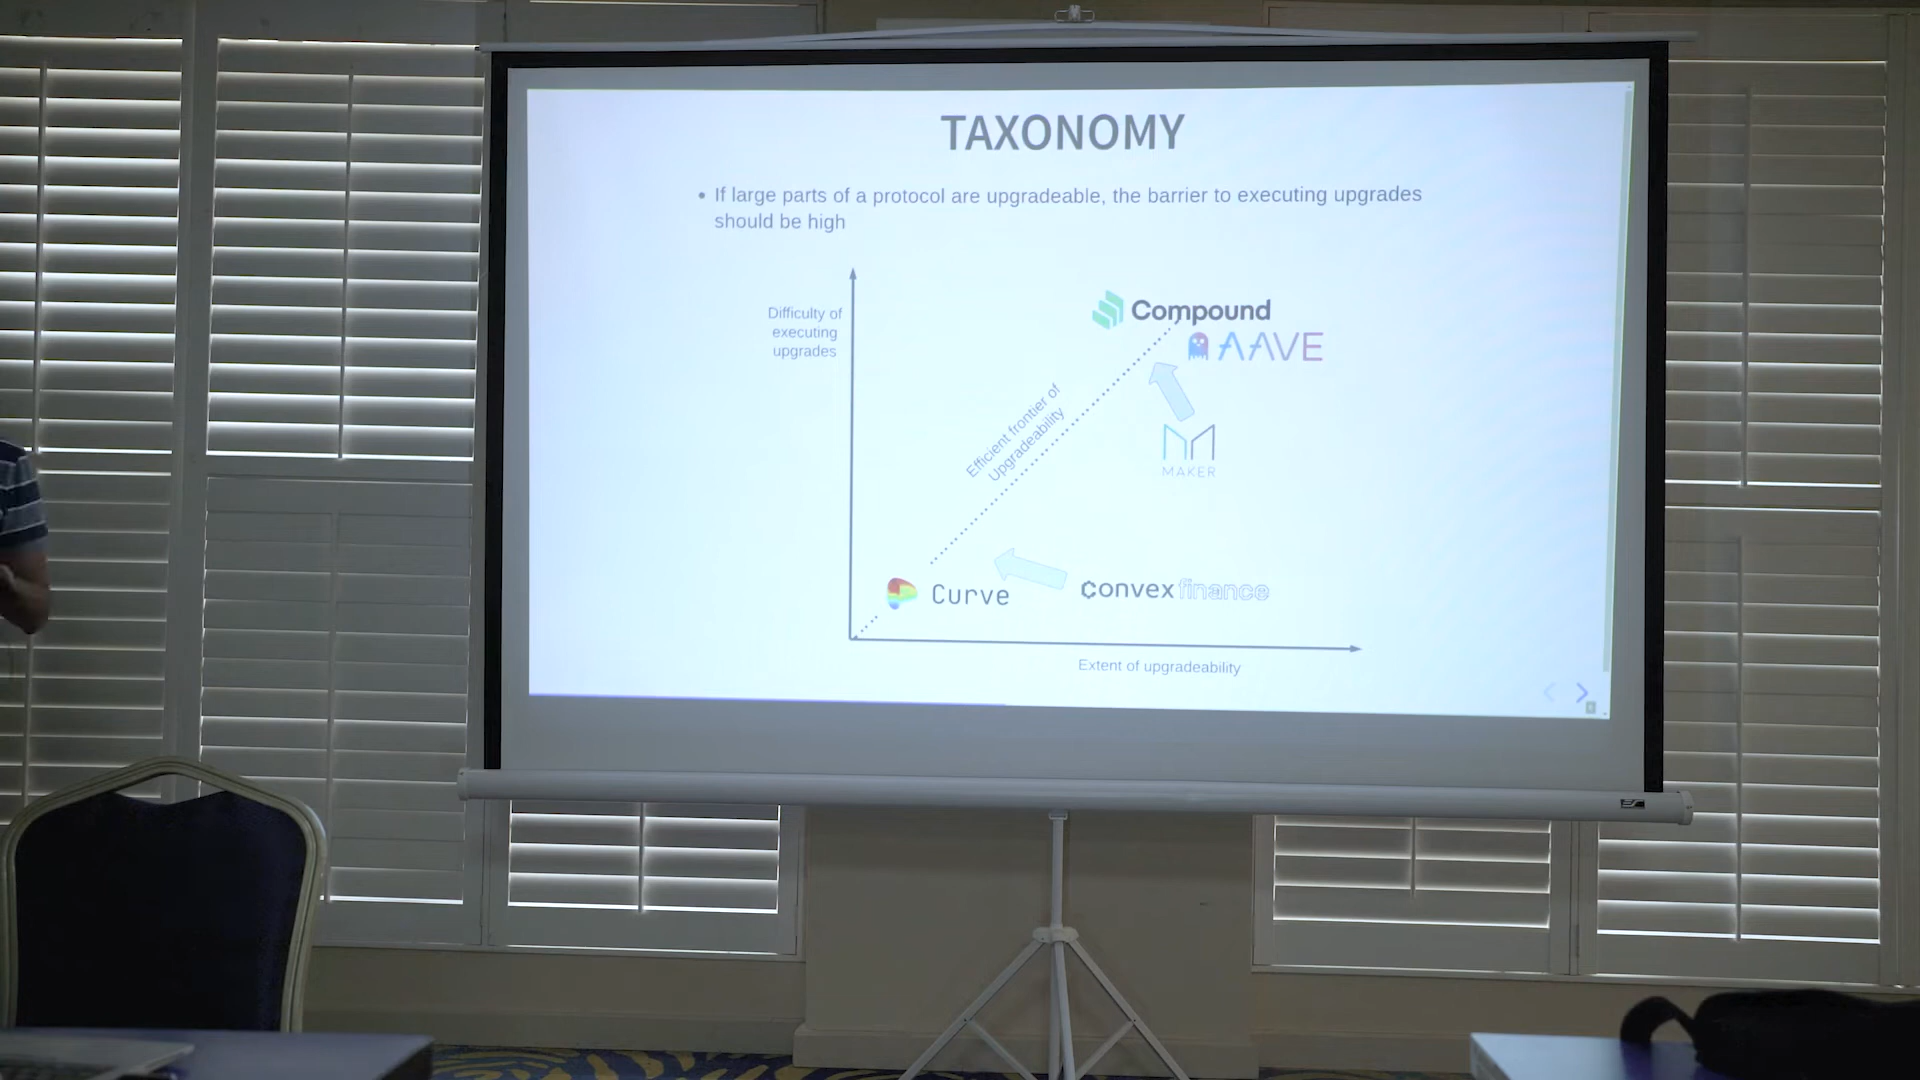 TAXONOMY
• If large parts of a protocol are upgradeable, the barrier to executing upgrades
should be high
Difficulty of
executing
upgrades
Compound
AAVE
Efficient frontier of
Upgradeability
MAKER
Curve
Convex finance
Extent of upgradeability